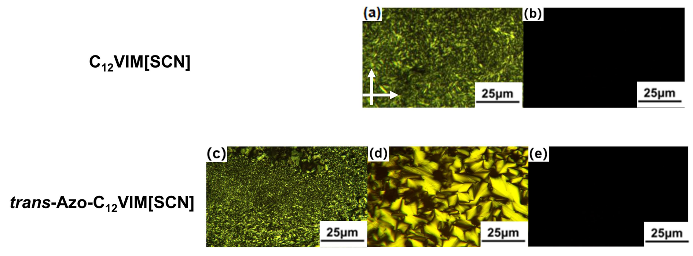 (a) (b)
C₁₂VIM[SCN]
25μm 25μm
(c) (d) (e)
trans-Azo-C₁₂VIM[SCN]
25μm 25μm 25μm